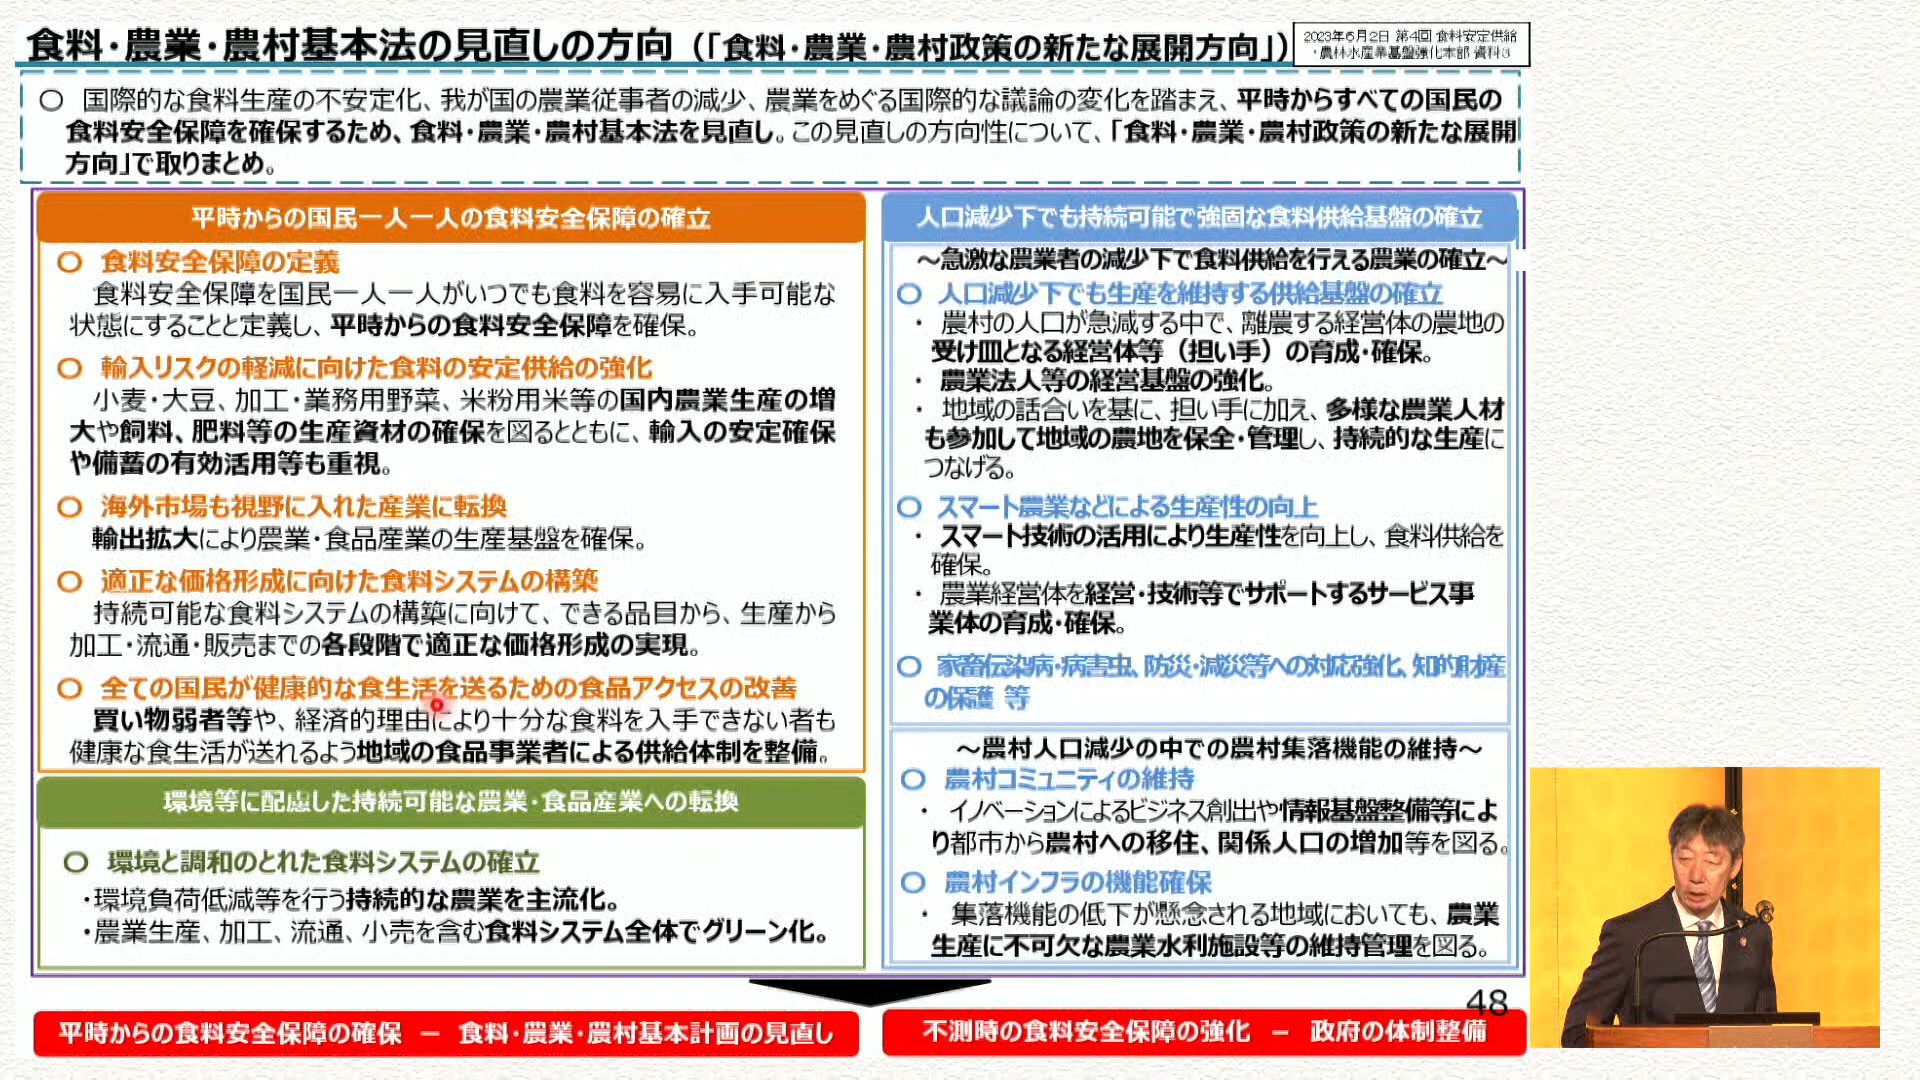 食料・農業・農村基本法の見直しの方向（「食料・農業・農村政策の新たな展開方向」）
2023年6月2日 第4回 食料安定供給
・農林水産業基盤強化本部 資料3
○ 国際的な食料生産の不安定化、我が国の農業従事者の減少、農業をめぐる国際的な議論の変化を踏まえ、平時からすべての国民の
食料安全保障を確保するため、食料・農業・農村基本法を見直し。この見直しの方向性について、「食料・農業・農村政策の新たな展開
方向」で取りまとめ。
平時からの国民一人一人の食料安全保障の確立
○ 食料安全保障の定義
食料安全保障を国民一人一人がいつでも食料を容易に入手可能な
状態にすることと定義し、平時からの食料安全保障を確保。
○ 輸入リスクの軽減に向けた食料の安定供給の強化
小麦・大豆、加工・業務用野菜、米粉用米等の国内農業生産の増
大や飼料、肥料等の生産資材の確保を図るとともに、輸入の安定確保
や備蓄の有効活用等も重視。
○ 海外市場も視野に入れた産業に転換
輸出拡大により農業・食品産業の生産基盤を確保。
○ 適正な価格形成に向けた食料システムの構築
持続可能な食料システムの構築に向けて、できる品目から、生産から
加工・流通・販売までの各段階で適正な価格形成の実現。
○ 全ての国民が健康的な食生活を送るための食品アクセスの改善
買い物弱者等や、経済的理由により十分な食料を入手できない者も
健康な食生活が送れるよう地域の食品事業者による供給体制を整備。
環境等に配慮した持続可能な農業・食品産業への転換
○ 環境と調和のとれた食料システムの確立
・環境負荷低減等を行う持続的な農業を主流化。
・農業生産、加工、流通、小売を含む食料システム全体でグリーン化。
人口減少下でも持続可能で強固な食料供給基盤の確立
～急激な農業者の減少下で食料供給を行える農業の確立～
○ 人口減少下でも生産を維持する供給基盤の確立
・ 農村の人口が急減する中で、離農する経営体の農地の
受け皿となる経営体等（担い手）の育成・確保。
・ 農業法人等の経営基盤の強化。
・ 地域の話合いを基に、担い手に加え、多様な農業人材
も参加して地域の農地を保全・管理し、持続的な生産に
つなげる。
○ スマート農業などによる生産性の向上
・ スマート技術の活用により生産性を向上し、食料供給を
確保。
・ 農業経営体を経営・技術等でサポートするサービス事
業体の育成・確保。
○ 家畜伝染病・病害虫、防災・減災等への対応強化、知的財産
の保護 等
～農村人口減少の中での農村集落機能の維持～
○ 農村コミュニティの維持
・ イノベーションによるビジネス創出や情報基盤整備等によ
り都市から農村への移住、関係人口の増加等を図る。
○ 農村インフラの機能確保
・ 集落機能の低下が懸念される地域においても、農業
生産に不可欠な農業水利施設等の維持管理を図る。
48
平時からの食料安全保障の確保 － 食料・農業・農村基本計画の見直し
不測時の食料安全保障の強化 － 政府の体制整備